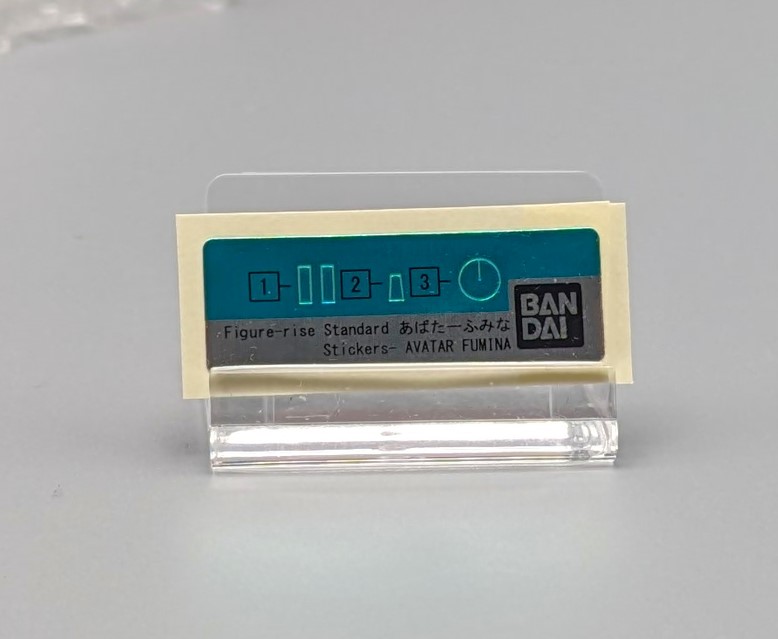 1 2 3
Figure-rise Standard あばたーふみな
Stickers- AVATAR FUMINA
BAN
DAI